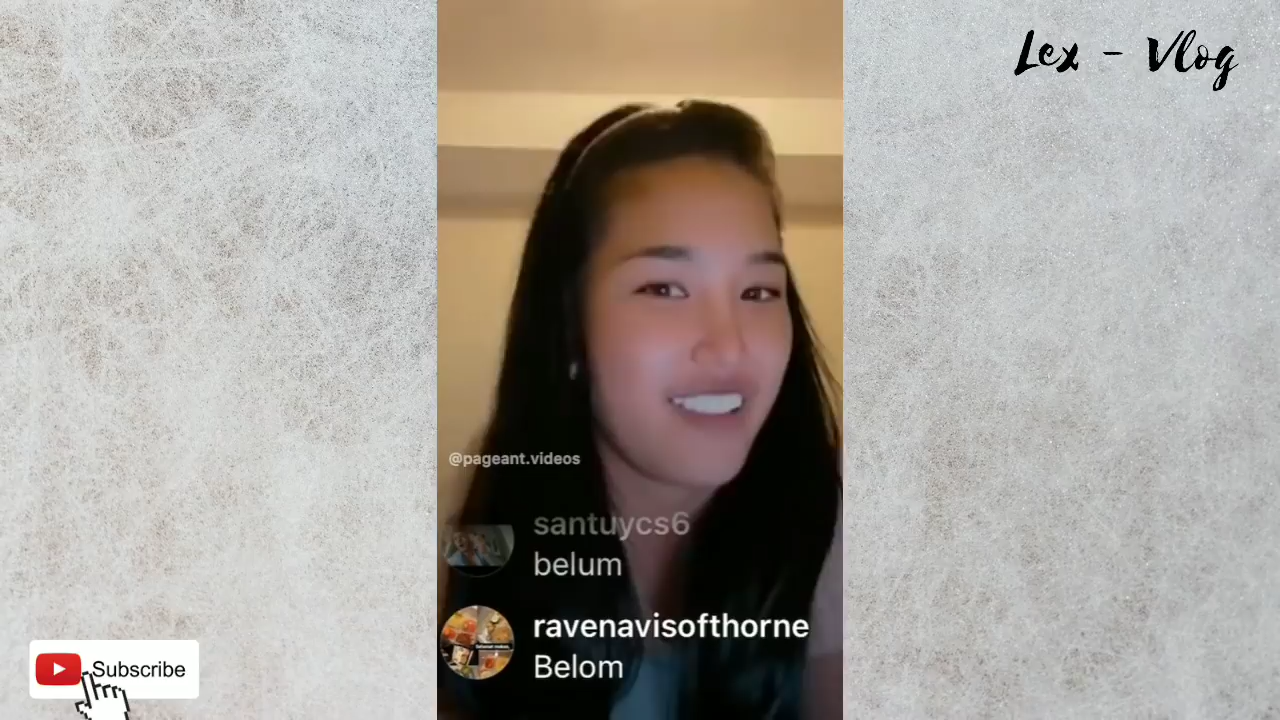 Lex - Vlog
@pageant.videos
santuycs6
belum
ravenavisofthorne
Belom
Subscribe